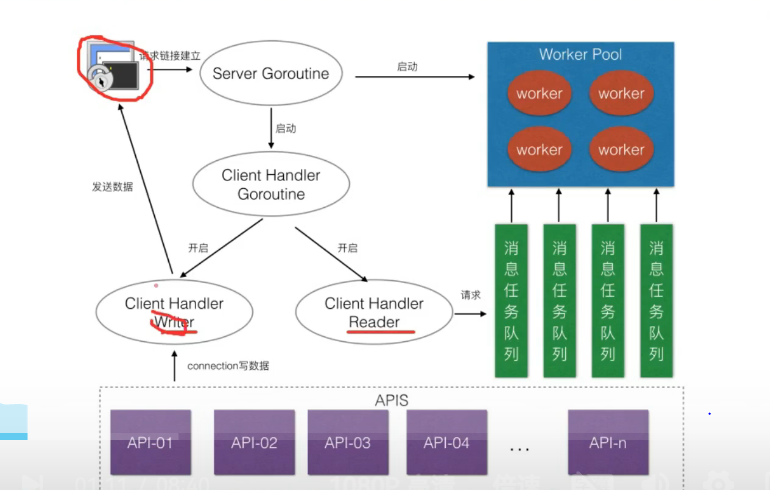 请求链接建立
Server Goroutine
启动
Worker Pool
worker
worker
worker
worker
启动
Client Handler
Goroutine
发送数据
开启
开启
Client Handler
Writer
Client Handler
Reader
请求
消息任务队列
消息任务队列
消息任务队列
消息任务队列
connection写数据
APIS
API-01
API-02
API-03
API-04
...
API-n